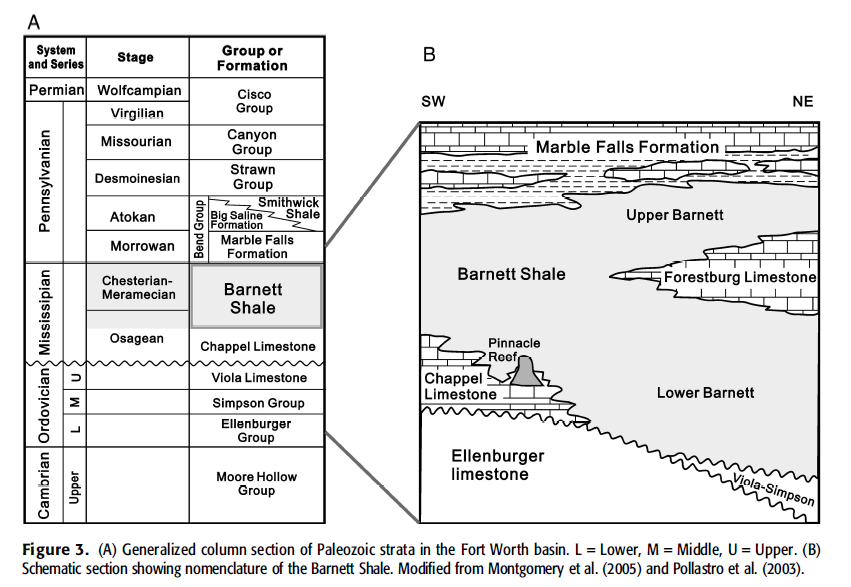 A
System and Series
Stage
Group or Formation
Permian
Wolfcampian
Cisco Group
Pennsylvanian
Virgilian
Missourian
Canyon Group
Desmoinesian
Strawn Group
Atokan
Bend Group
Smithwick Shale
Big Saline Formation
Morrowan
Marble Falls Formation
Mississipian
Chesterian-
Meramecian
Barnett Shale
Osagean
Chappel Limestone
Ordovician
U
Viola Limestone
M
Simpson Group
L
Ellenburger Group
Cambrian
Upper
Moore Hollow Group
B
SW
NE
Marble Falls Formation
Upper Barnett
Barnett Shale
Forestburg Limestone
Pinnacle Reef
Chappel Limestone
Lower Barnett
Ellenburger limestone
Viola-Simpson
Figure 3. (A) Generalized column section of Paleozoic strata in the Fort Worth basin. L = Lower, M = Middle, U = Upper. (B)
Schematic section showing nomenclature of the Barnett Shale. Modified from Montgomery et al. (2005) and Pollastro et al. (2003).